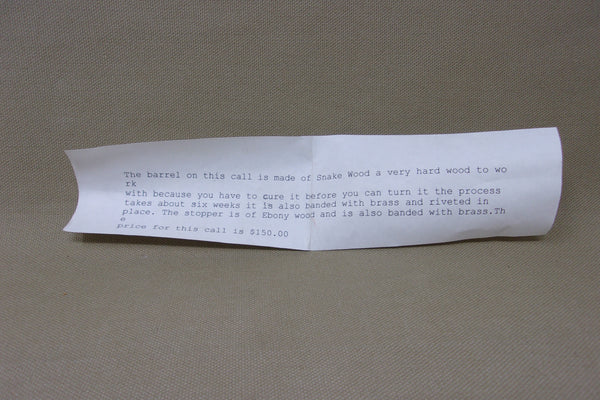 The barrel on this call is made of Snake Wood a very hard wood to wo
rk
with because you have to cure it before you can turn it the process
takes about six weeks it is also banded with brass and riveted in
place. The stopper is of Ebony wood and is also banded with brass.Th
e
price for this call is $150.00